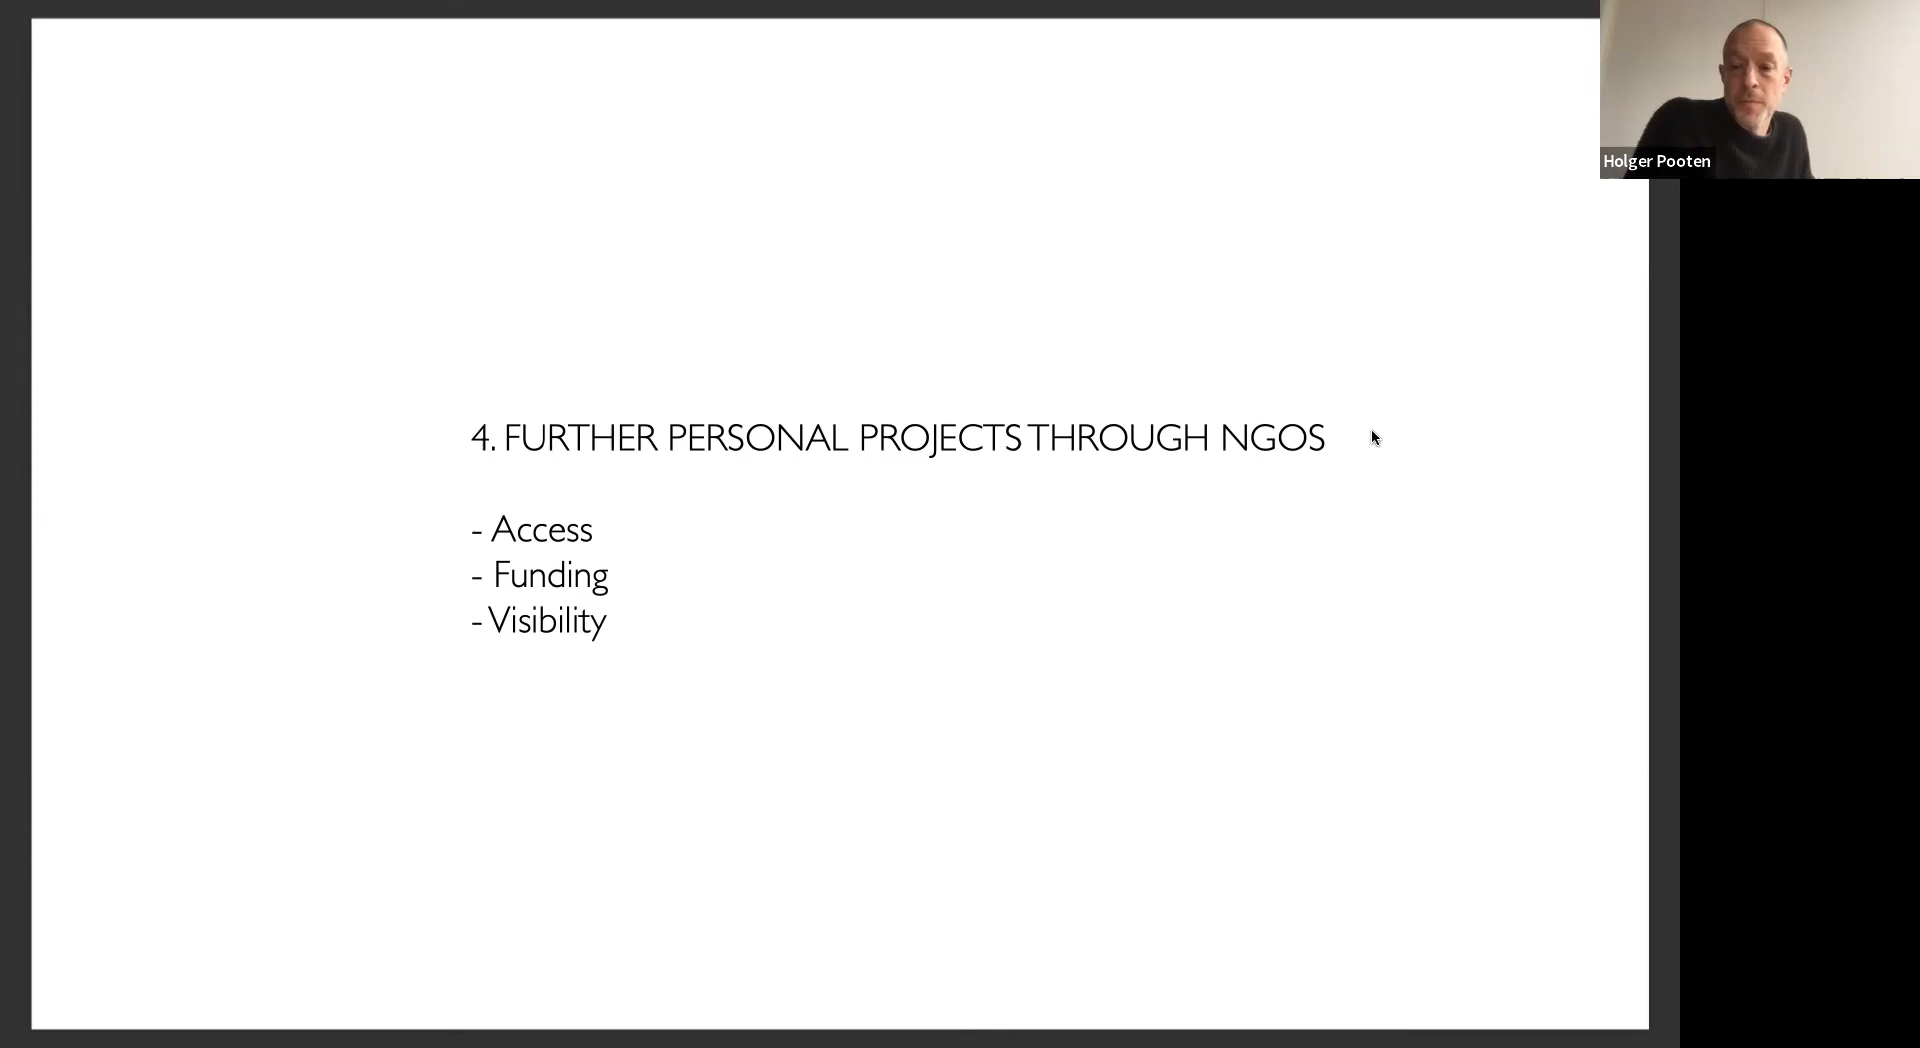 4. FURTHER PERSONAL PROJECTS THROUGH NGOS
- Access
- Funding
- Visibility
Holger Pooten